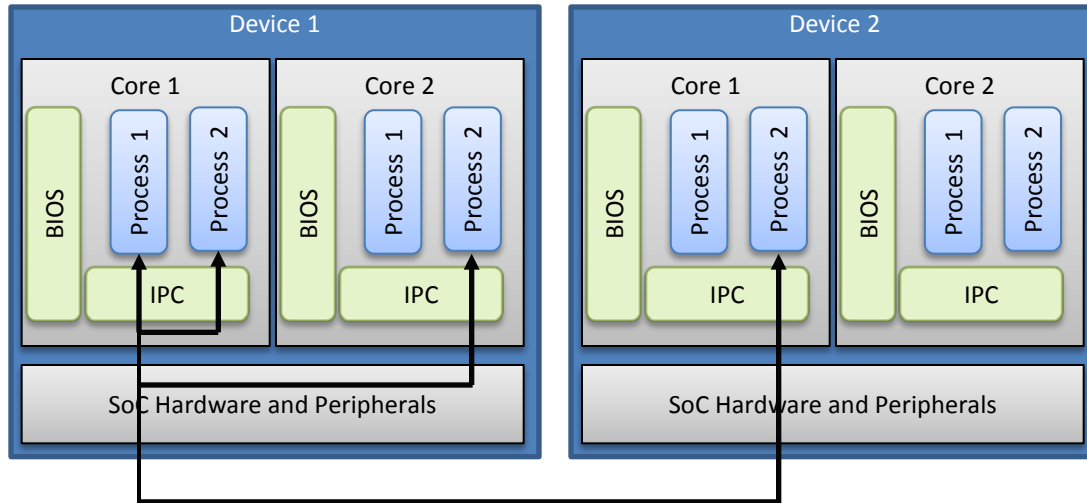 Device 1
Core 1
BIOS
Process 1
Process 2
IPC
Core 2
BIOS
Process 1
Process 2
IPC
SoC Hardware and Peripherals
Device 2
Core 1
BIOS
Process 1
Process 2
IPC
Core 2
BIOS
Process 1
Process 2
IPC
SoC Hardware and Peripherals